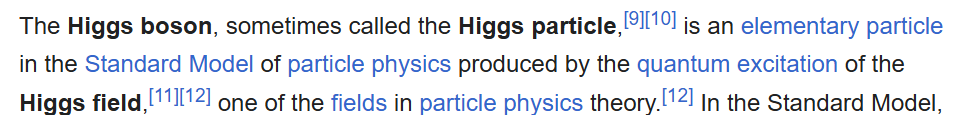 The Higgs boson, sometimes called the Higgs particle,[9][10] is an elementary particle
in the Standard Model of particle physics produced by the quantum excitation of the
Higgs field,[11][12] one of the fields in particle physics theory.[12] In the Standard Model,